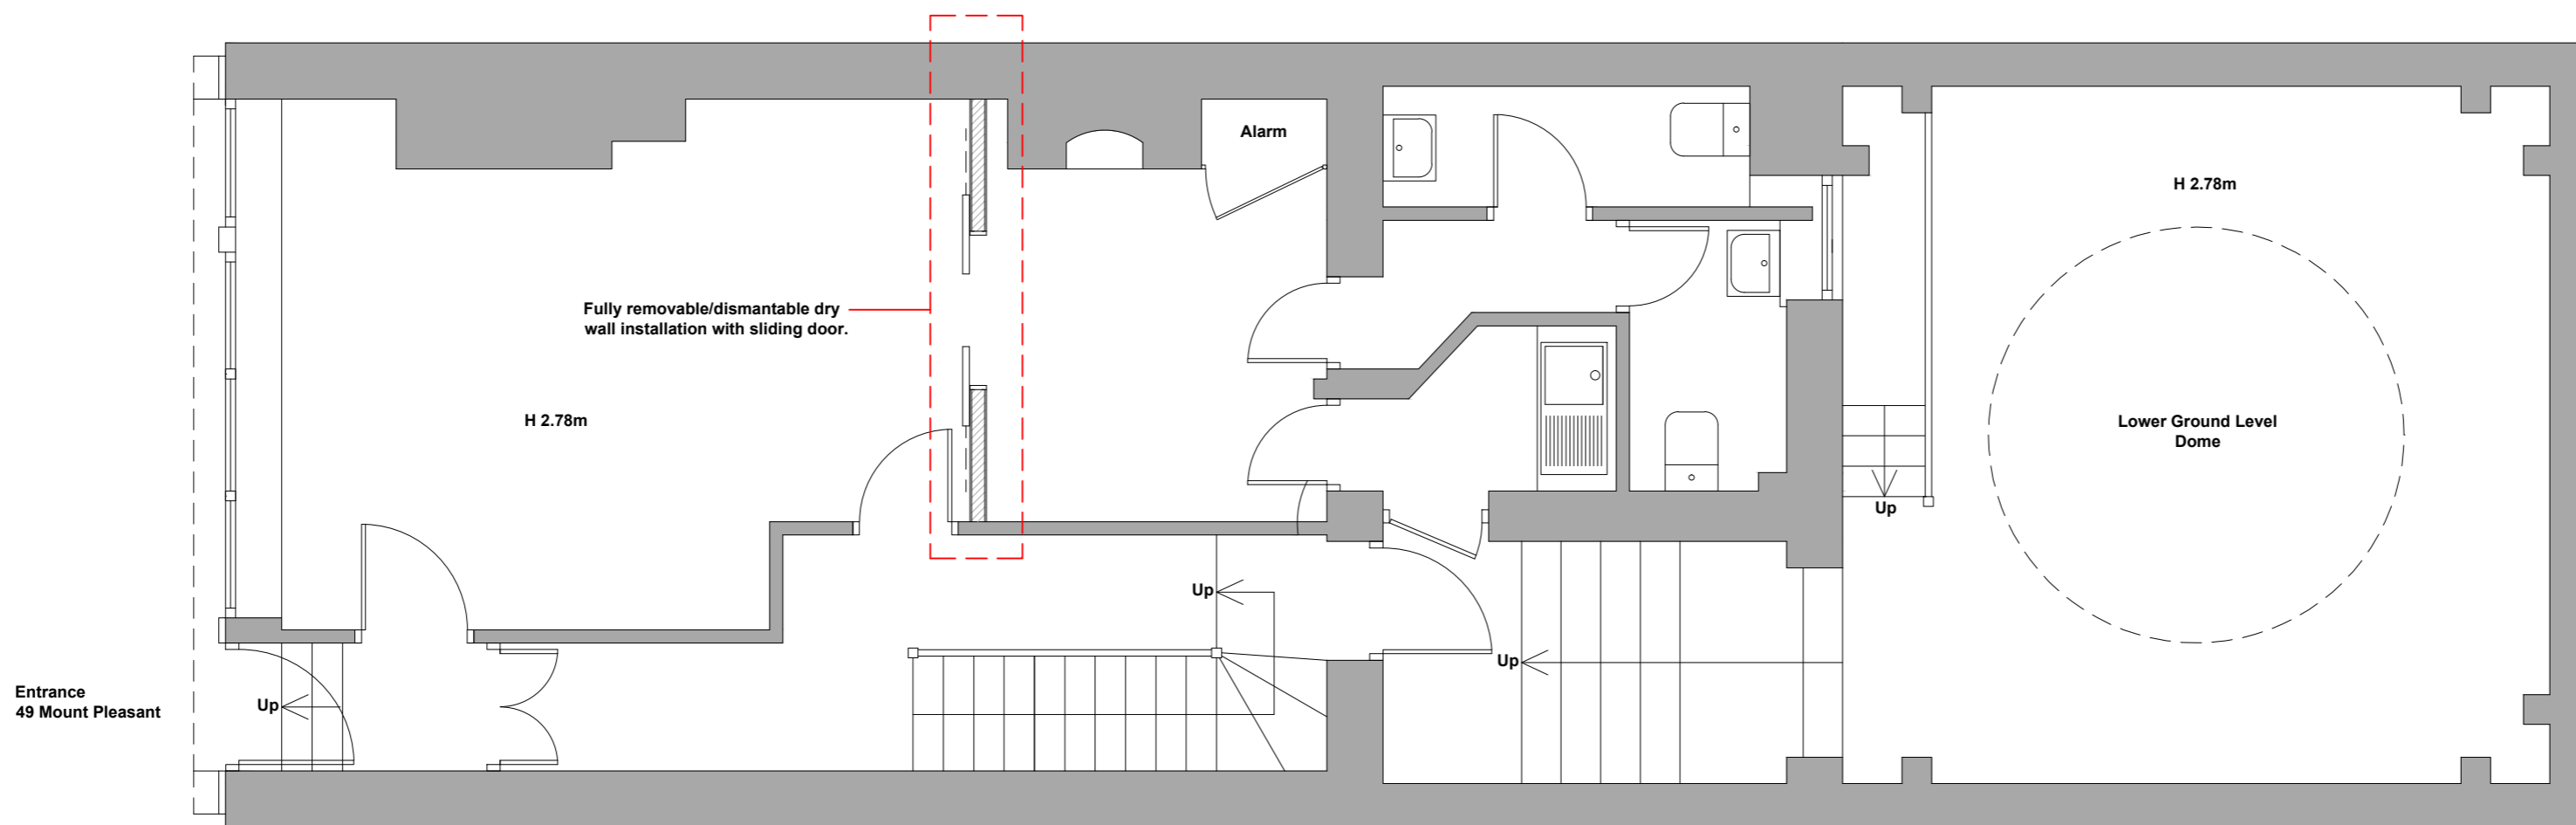 Alarm
H 2.78m
Fully removable/dismantable dry
wall installation with sliding door.
H 2.78m
Lower Ground Level
Dome
Up
Up
Up
Entrance
49 Mount Pleasant
Up